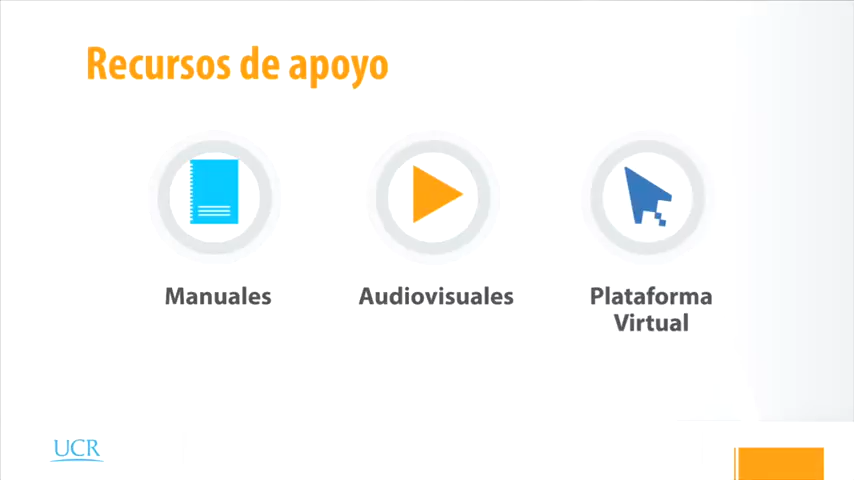 Recursos de apoyo
Manuales
Audiovisuales
Plataforma
Virtual
UCR